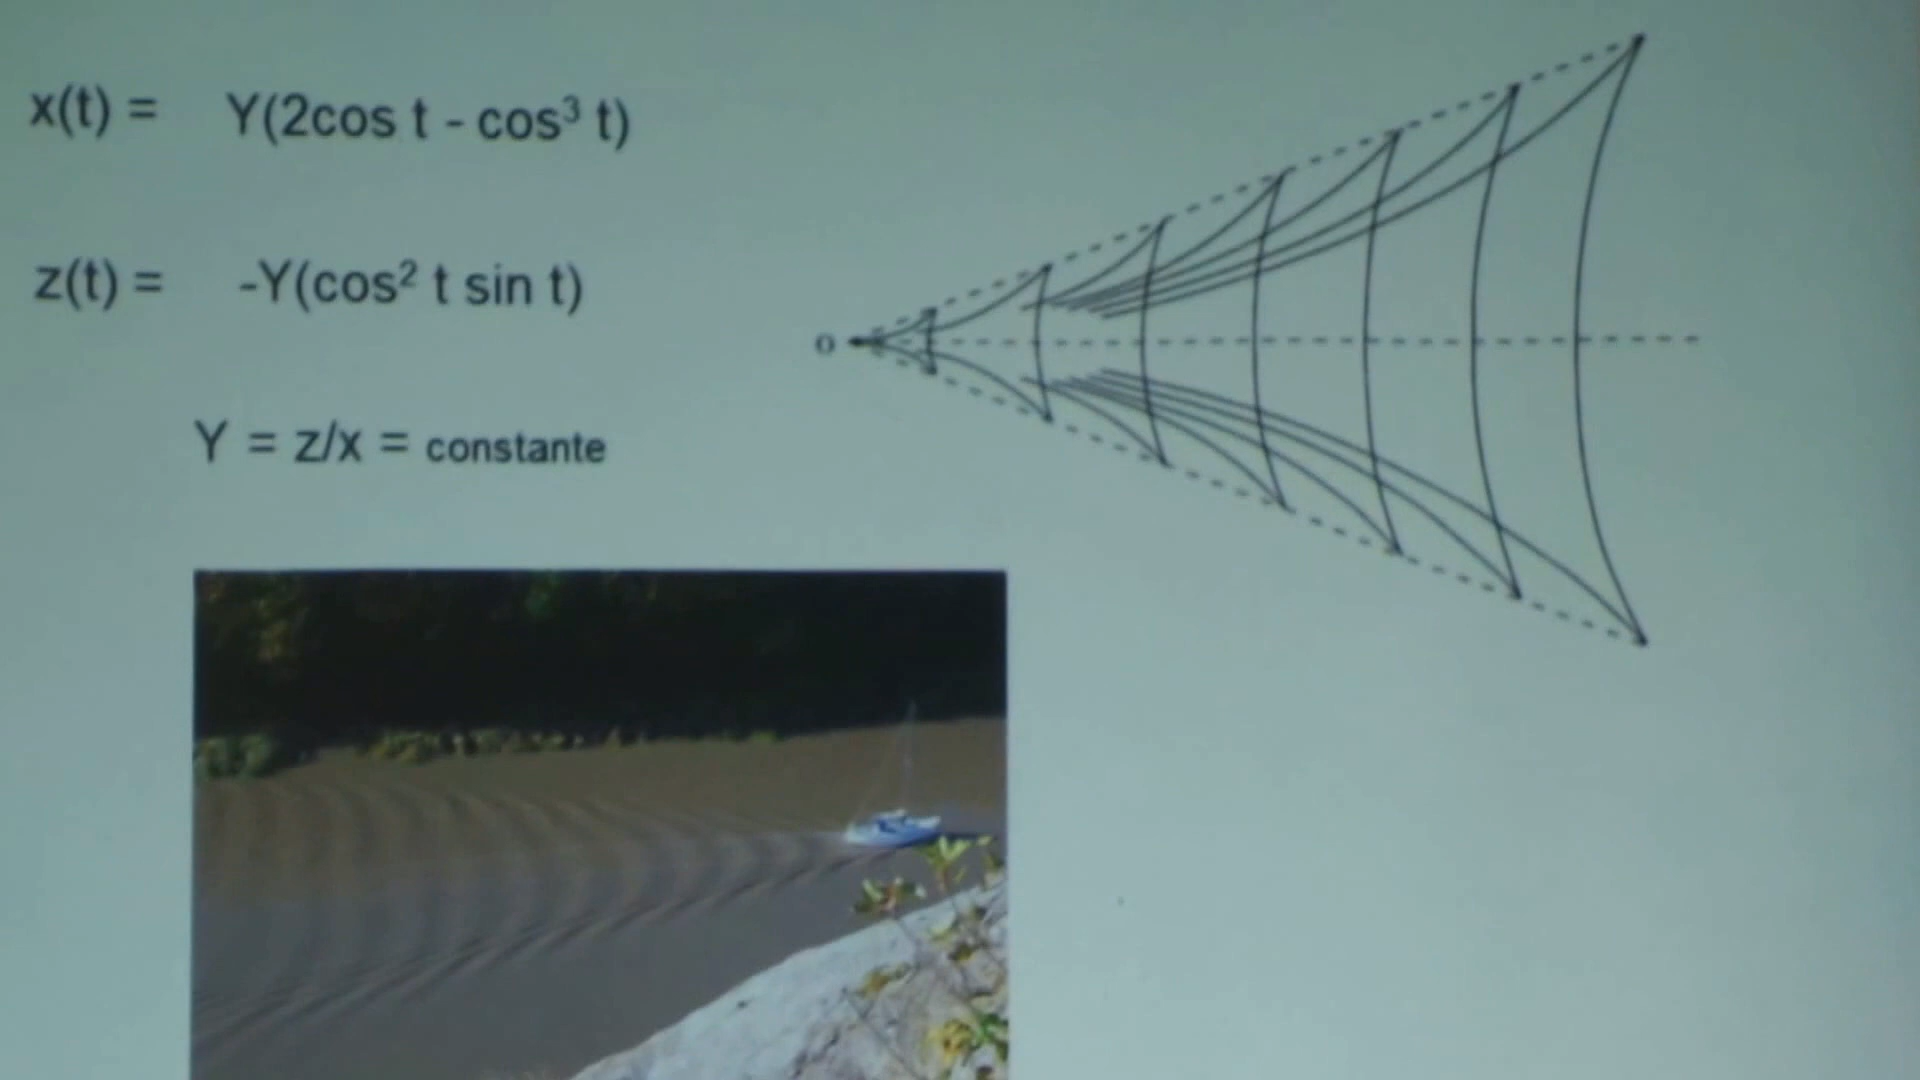 x(t) = Y(2cos t - cos³ t)
z(t) = -Y(cos² t sin t)
Y = z/x = constante
o